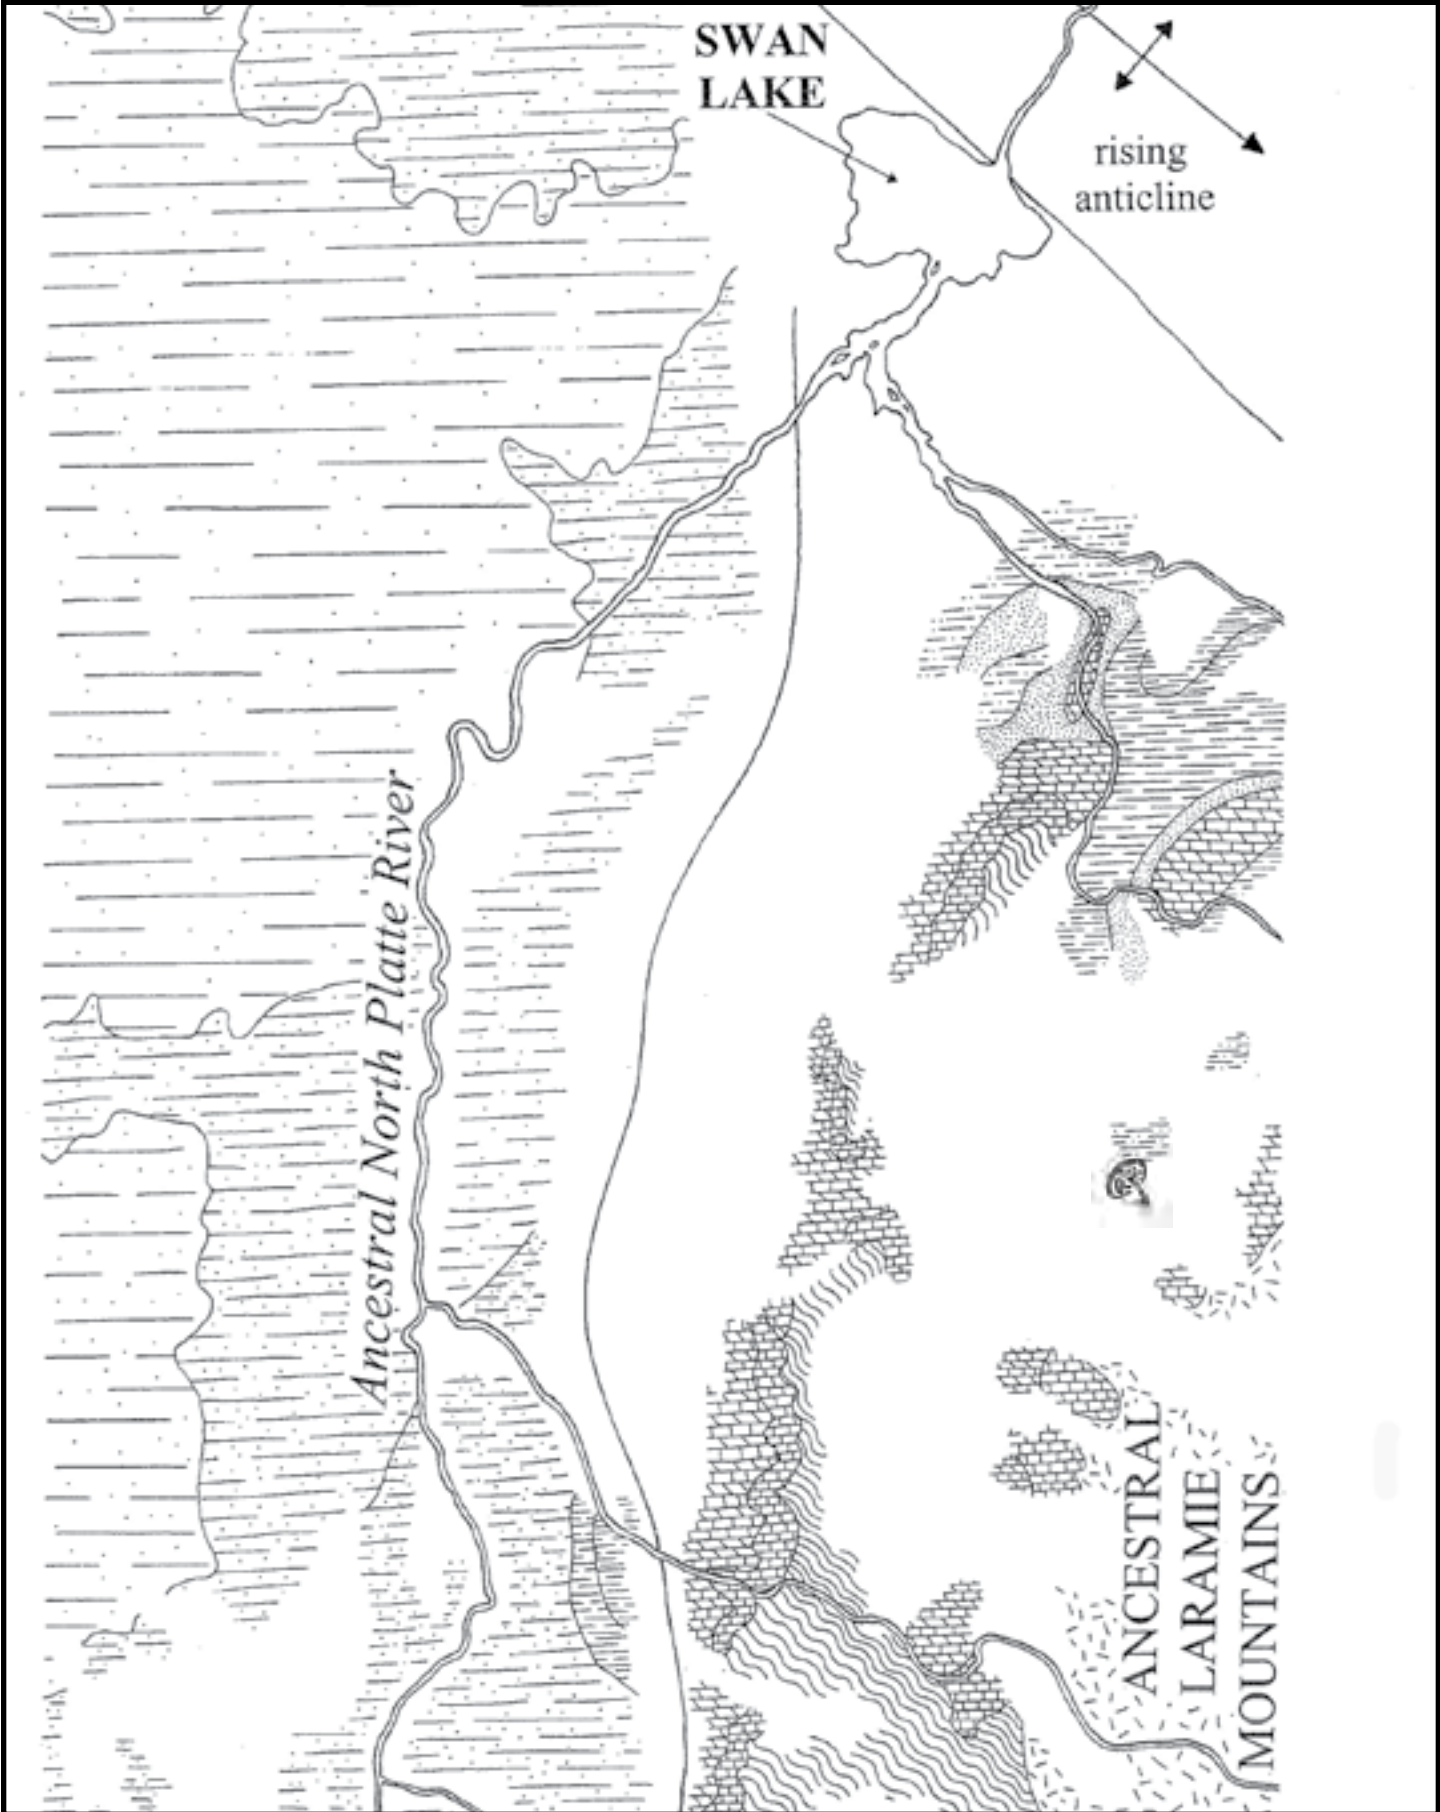 SWAN
LAKE
rising
anticline
Ancestral North Platte River
ANCESTRAL
LARAMIE
MOUNTAINS